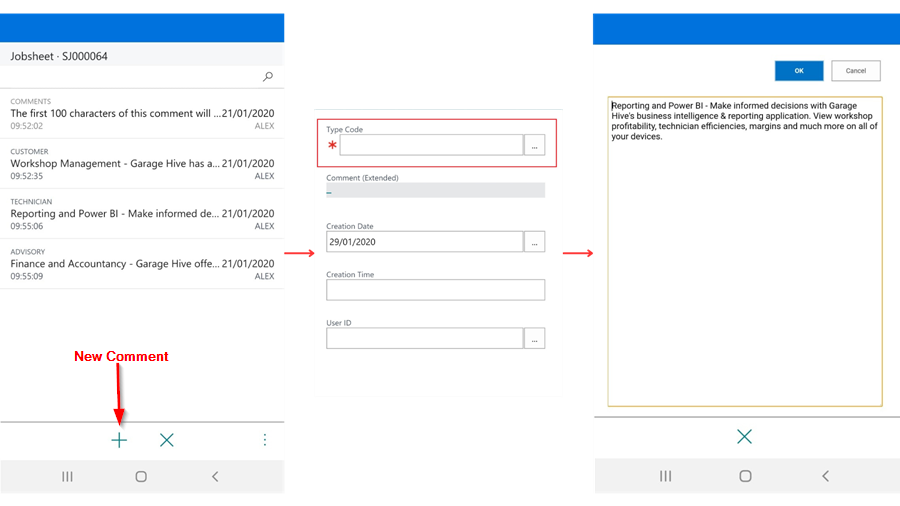 Jobsheet · SJ000064
COMMENTS
The first 100 characters of this comment will ...21/01/2020
09:52:02 ALEX
CUSTOMER
Workshop Management - Garage Hive has a... 21/01/2020
09:52:35 ALEX
TECHNICIAN
Reporting and Power BI - Make informed de... 21/01/2020
09:55:06 ALEX
ADVISORY
Finance and Accountancy - Garage Hive offe... 21/01/2020
09:55:09 ALEX
New Comment
Type Code
* ...
Comment (Extended)
_
Creation Date
29/01/2020 ...
Creation Time
User ID
...
OK Cancel
Reporting and Power BI - Make informed decisions with Garage
Hive's business intelligence & reporting application. View workshop
profitability, technician efficiencies, margins and much more on all of
your devices.